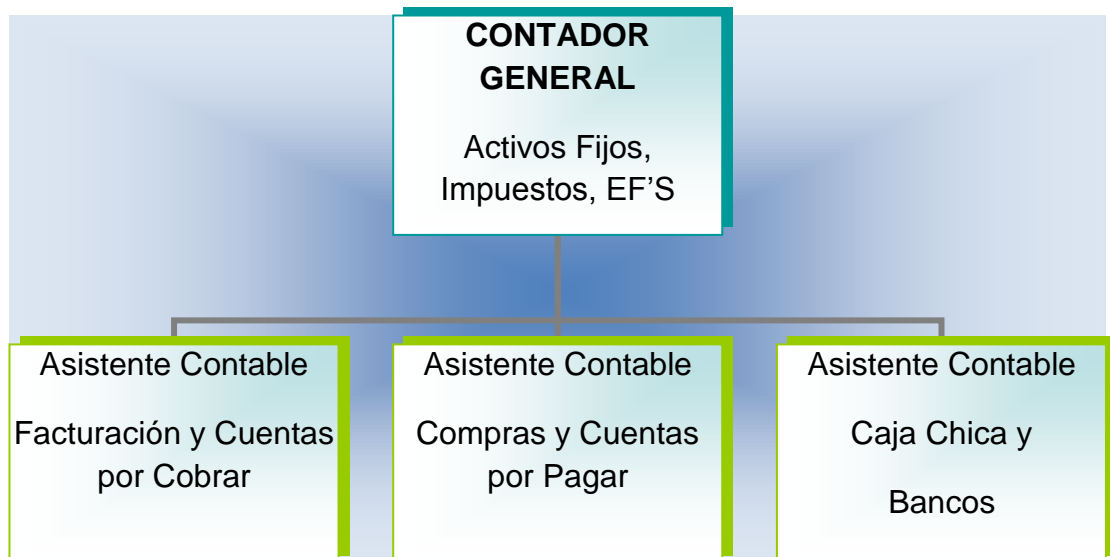 CONTADOR
GENERAL
Activos Fijos,
Impuestos, EF’S
Asistente Contable
Facturación y Cuentas
por Cobrar
Asistente Contable
Compras y Cuentas
por Pagar
Asistente Contable
Caja Chica y
Bancos